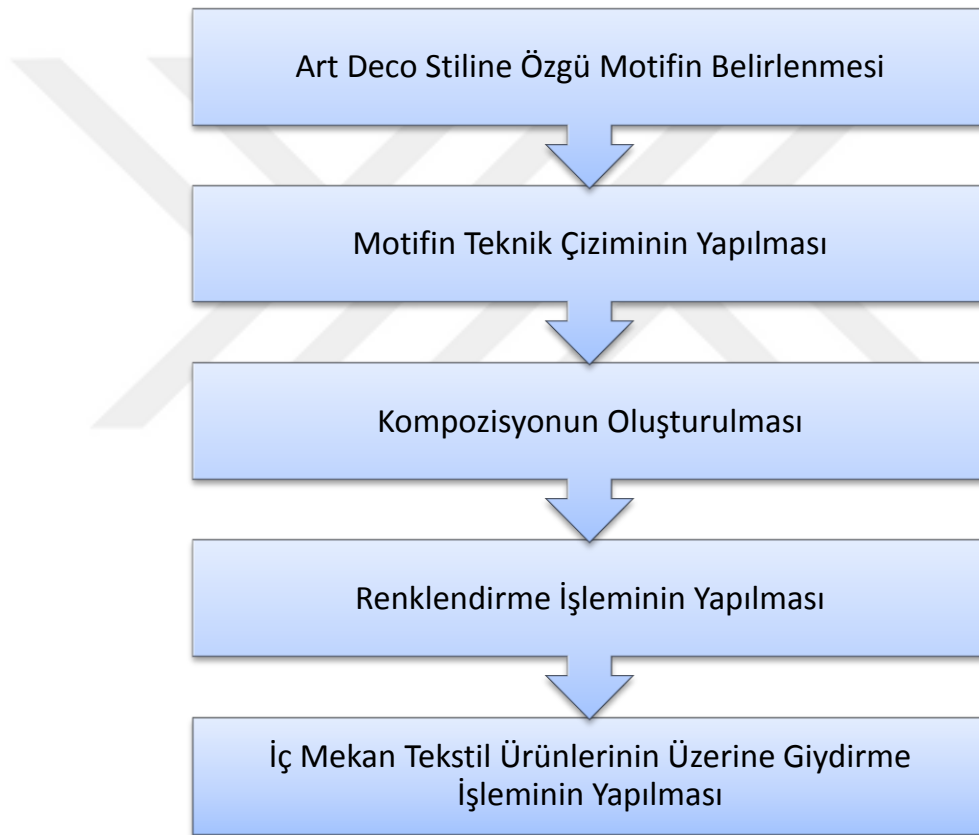 Art Deco Stiline Özgü Motifin Belirlenmesi
Motifin Teknik Çiziminin Yapılması
Kompozisyonun Oluşturulması
Renklendirme İşleminin Yapılması
İç Mekan Tekstil Ürünlerinin Üzerine Giydirme
İşleminin Yapılması